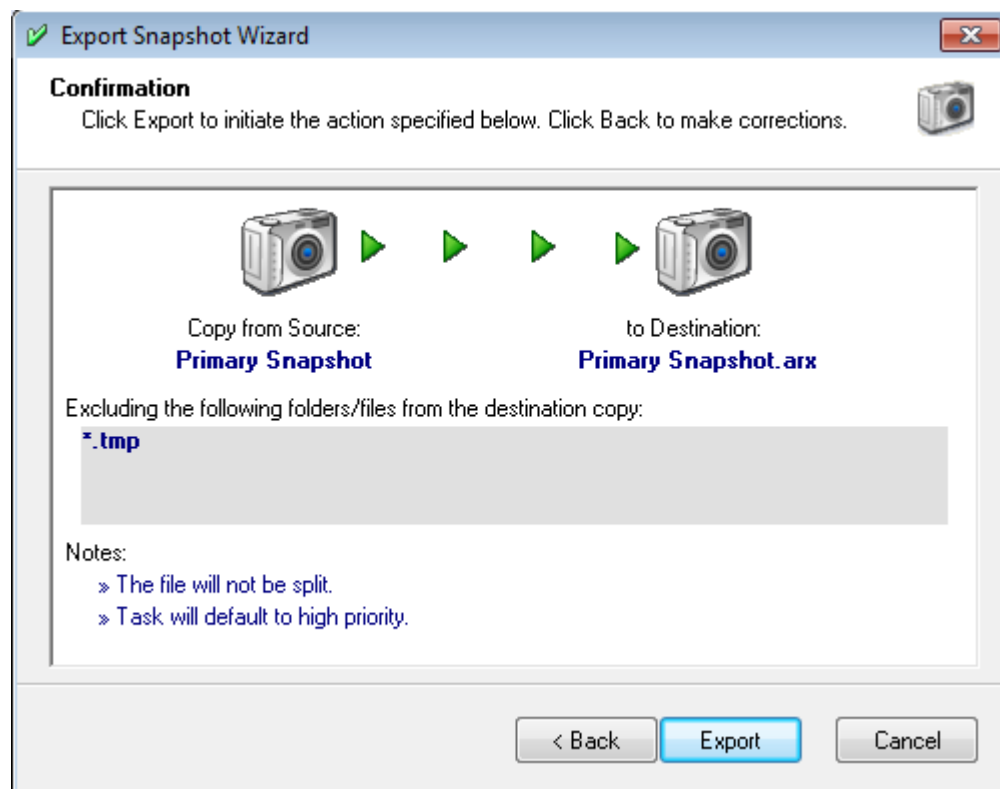 Export Snapshot Wizard
Confirmation
Click Export to initiate the action specified below. Click Back to make corrections.
Copy from Source:
Primary Snapshot
to Destination:
Primary Snapshot.arx
Excluding the following folders/files from the destination copy:
*.tmp
Notes:
» The file will not be split.
» Task will default to high priority.
< Back
Export
Cancel